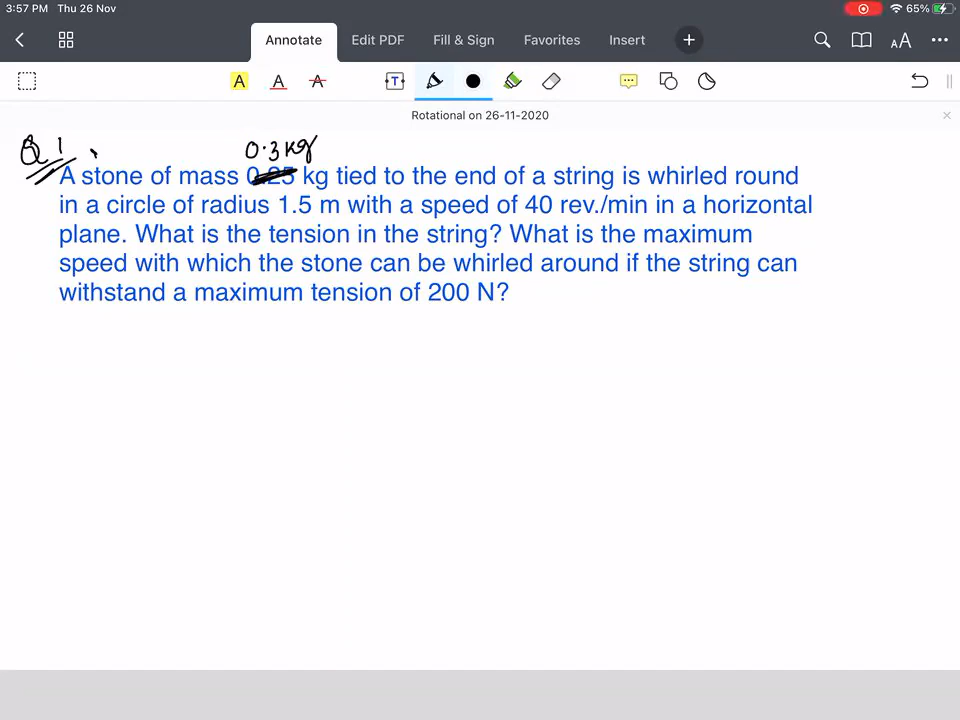 3:57 PM Thu 26 Nov
65%
Annotate Edit PDF Fill & Sign Favorites Insert
A A A T AA
Rotational on 26-11-2020
Q 1
0.3 kg
A stone of mass 0.25 kg tied to the end of a string is whirled round
in a circle of radius 1.5 m with a speed of 40 rev./min in a horizontal
plane. What is the tension in the string? What is the maximum
speed with which the stone can be whirled around if the string can
withstand a maximum tension of 200 N?